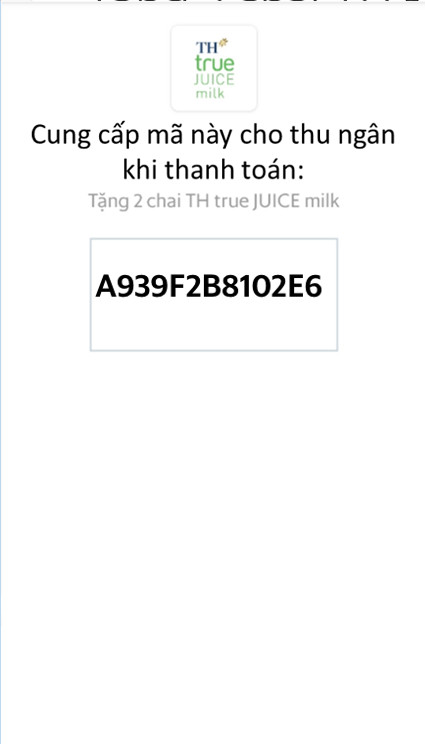 TH
true
JUICE
milk
Cung cấp mã này cho thu ngân
khi thanh toán:
Tặng 2 chai TH true JUICE milk
A939F2B8102E6